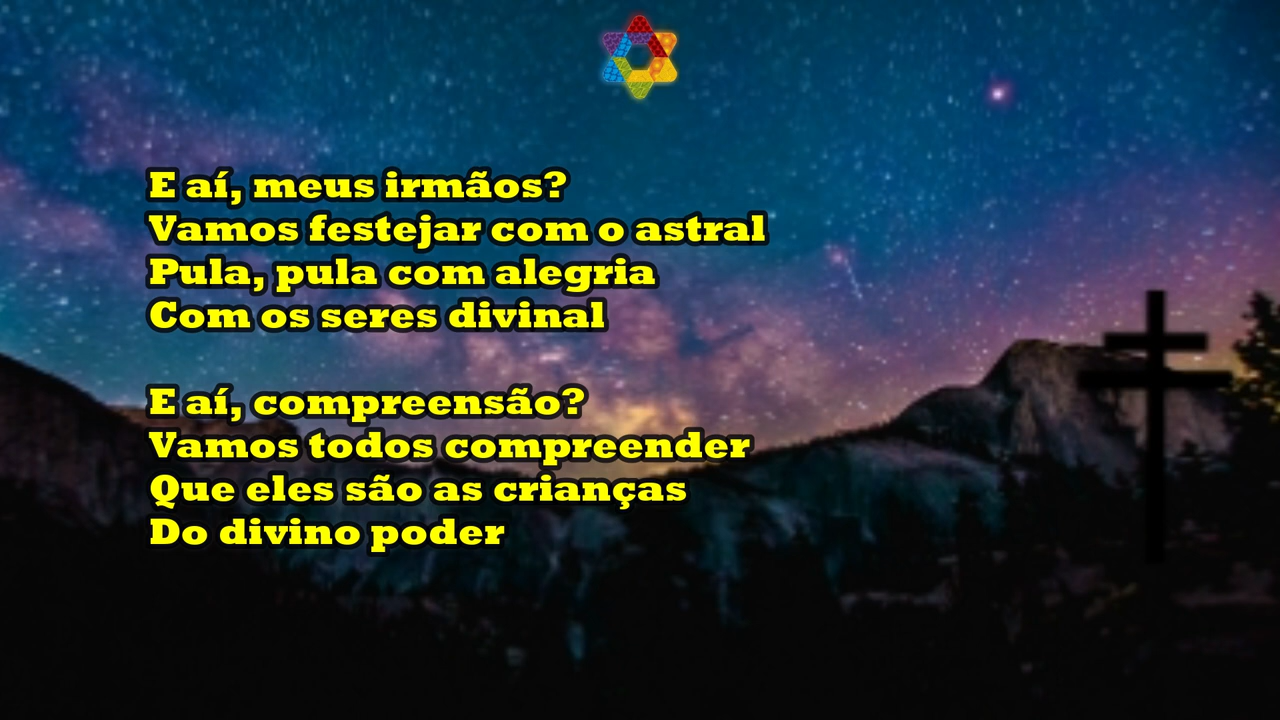 E aí, meus irmãos?
Vamos festejar com o astral
Pula, pula com alegria
Com os seres divinal
E aí, compreensão?
Vamos todos compreender
Que eles são as crianças
Do divino poder